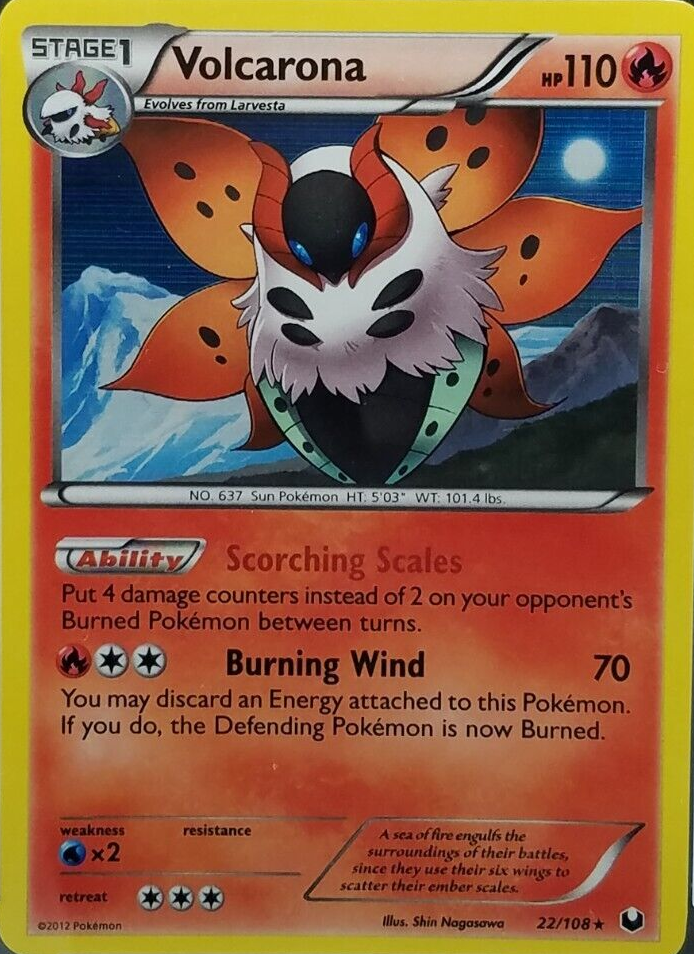 STAGE1
Volcarona
HP110
Evolves from Larvesta
NO. 637 Sun Pokémon HT: 5'03" WT: 101.4 lbs.
Ability Scorching Scales
Put 4 damage counters instead of 2 on your opponent's
Burned Pokémon between turns.
Burning Wind 70
You may discard an Energy attached to this Pokémon.
If you do, the Defending Pokémon is now Burned.
weakness resistance
x2
retreat
A sea of fire engulfs the
surroundings of their battles,
since they use their six wings to
scatter their ember scales.
©2012 Pokémon
Illus. Shin Nagasawa 22/108★